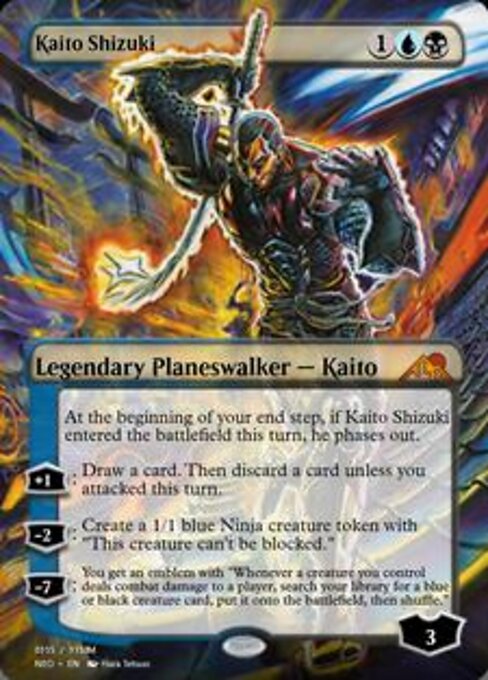 Kaito Shizuki 1
Legendary Planeswalker — Kaito
At the beginning of your end step, if Kaito Shizuki
entered the battlefield this turn, he phases out.
+1 : Draw a card. Then discard a card unless you
attacked this turn.
-2 : Create a 1/1 blue Ninja creature token with
"This creature can't be blocked."
-7 : You get an emblem with "Whenever a creature you control
deals combat damage to a player, search your library for a blue
or black creature card, put it onto the battlefield, then shuffle."
3
NEO • EN